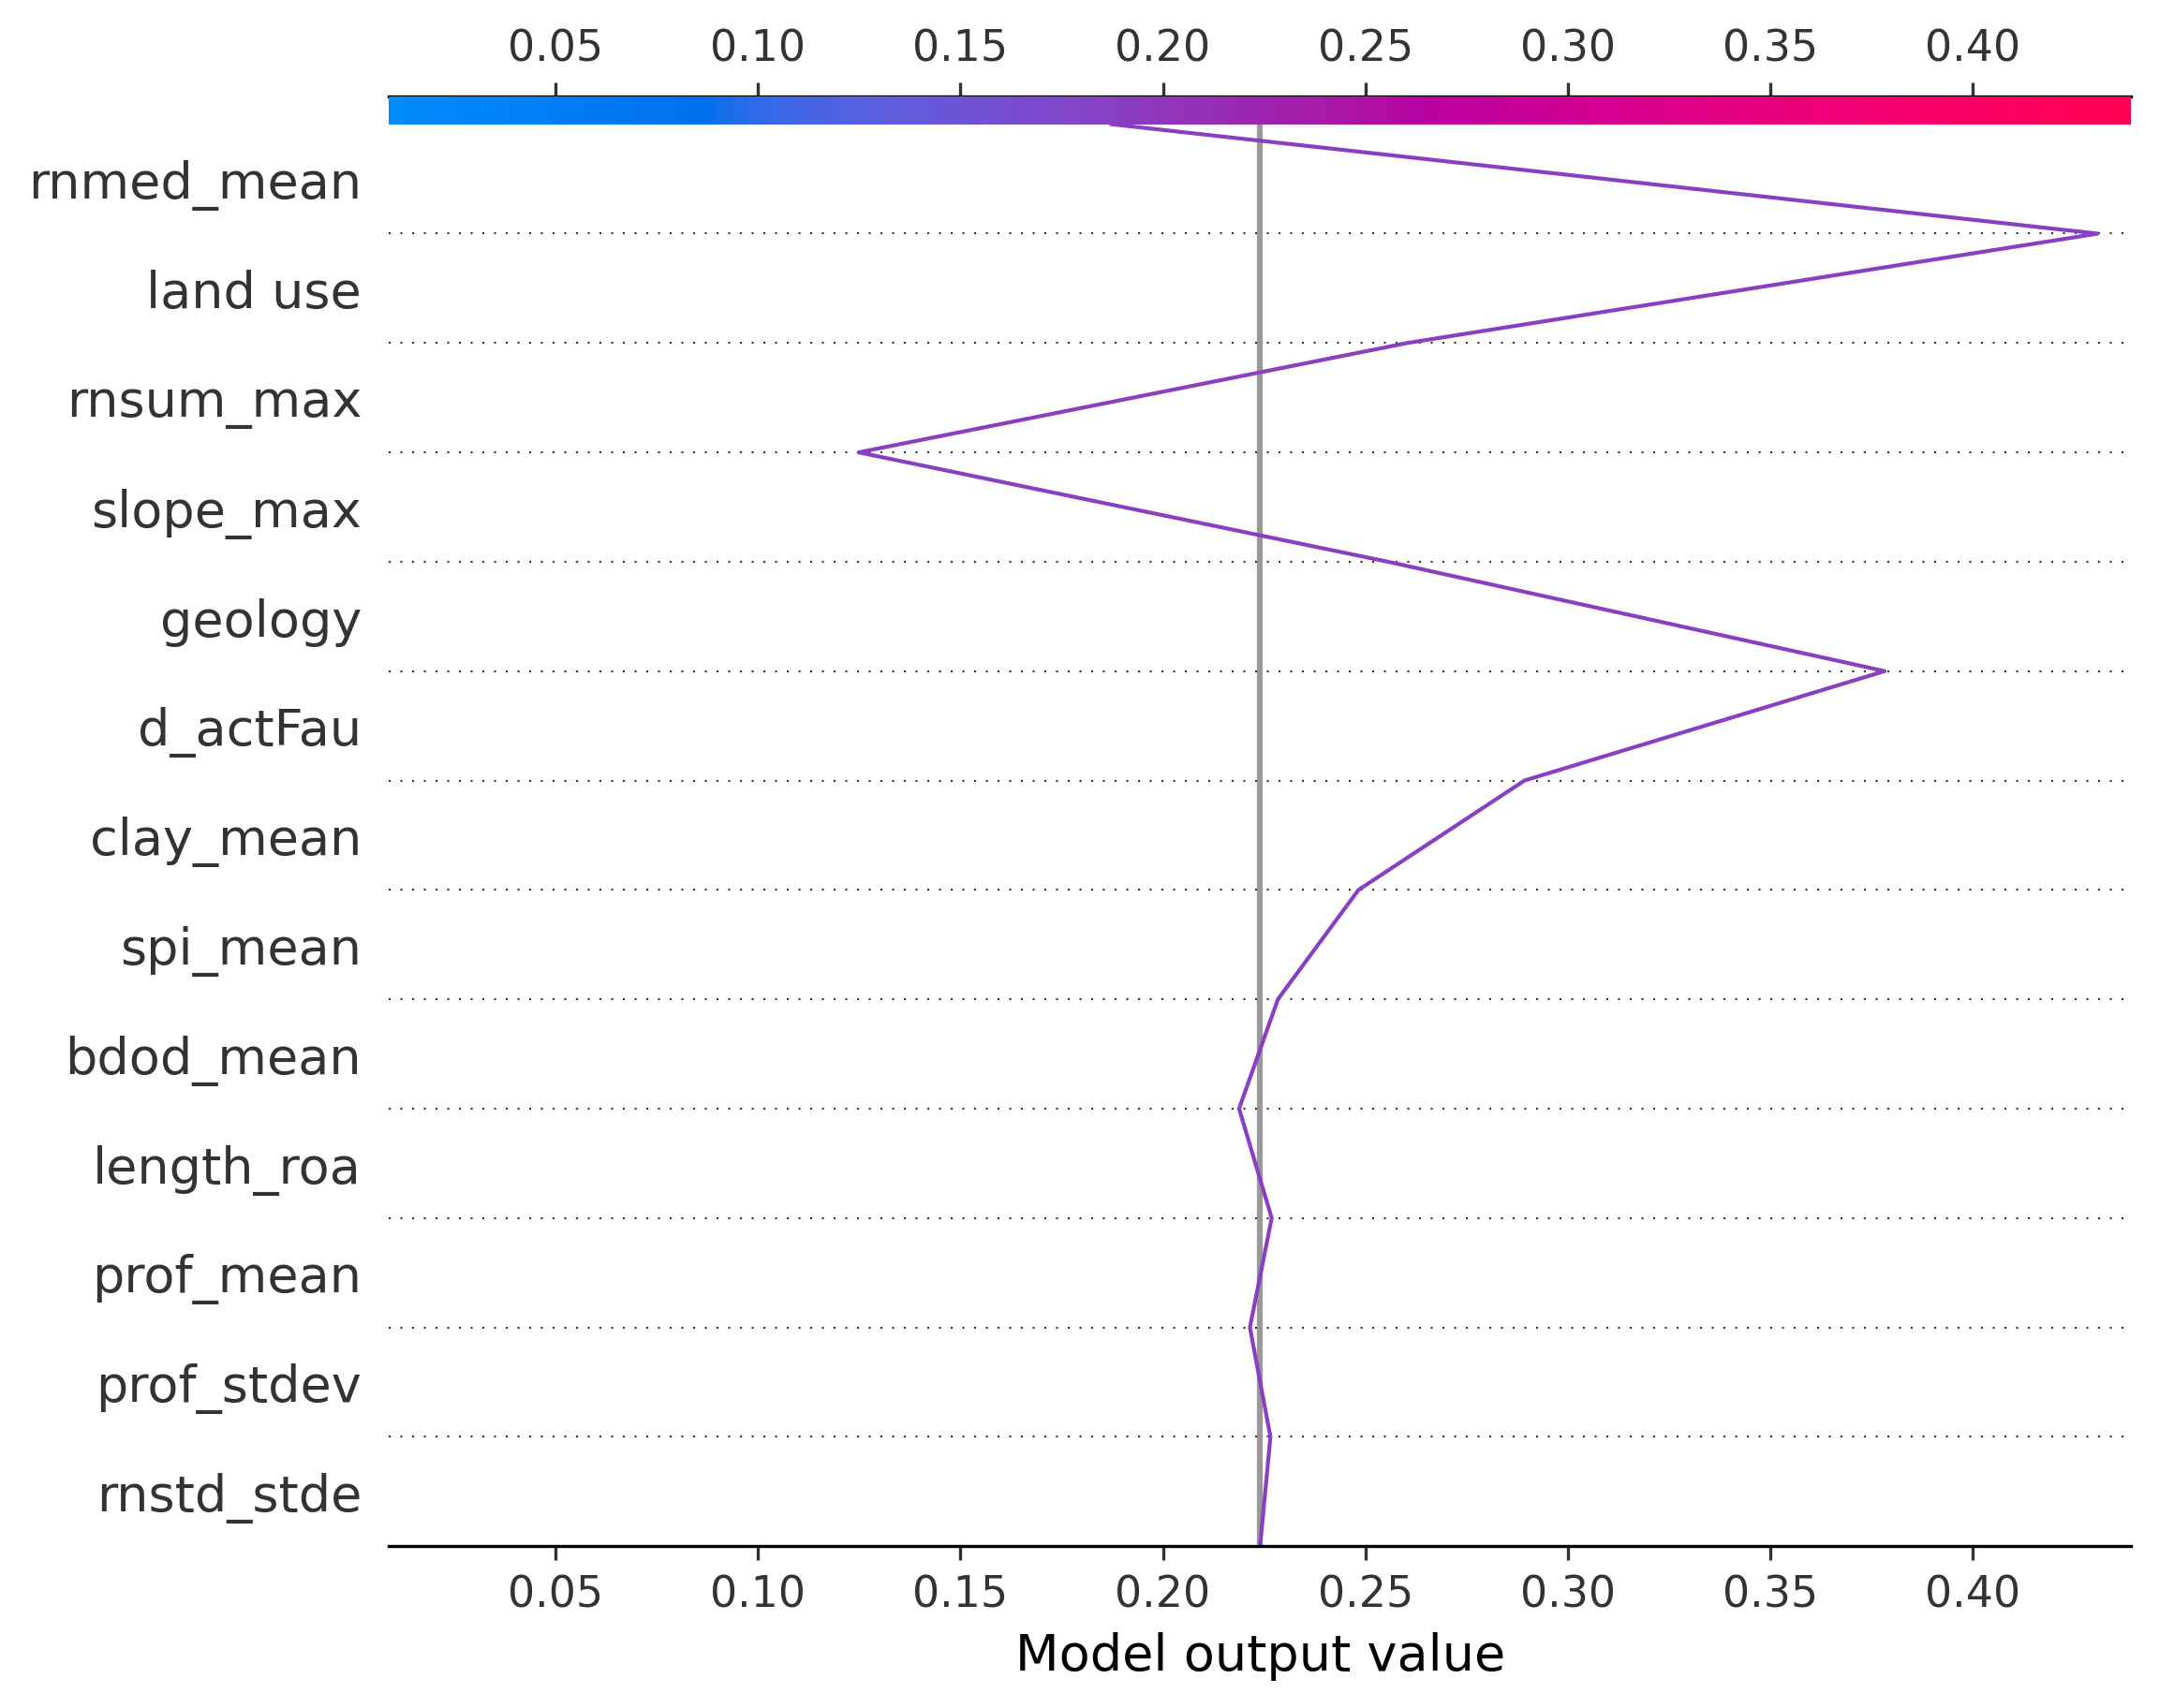 0.05 0.10 0.15 0.20 0.25 0.30 0.35 0.40
rnmed_mean
land use
rnsum_max
slope_max
geology
d_actFau
clay_mean
spi_mean
bdod_mean
length_roa
prof_mean
prof_stdev
rnstd_stde
0.05 0.10 0.15 0.20 0.25 0.30 0.35 0.40
Model output value